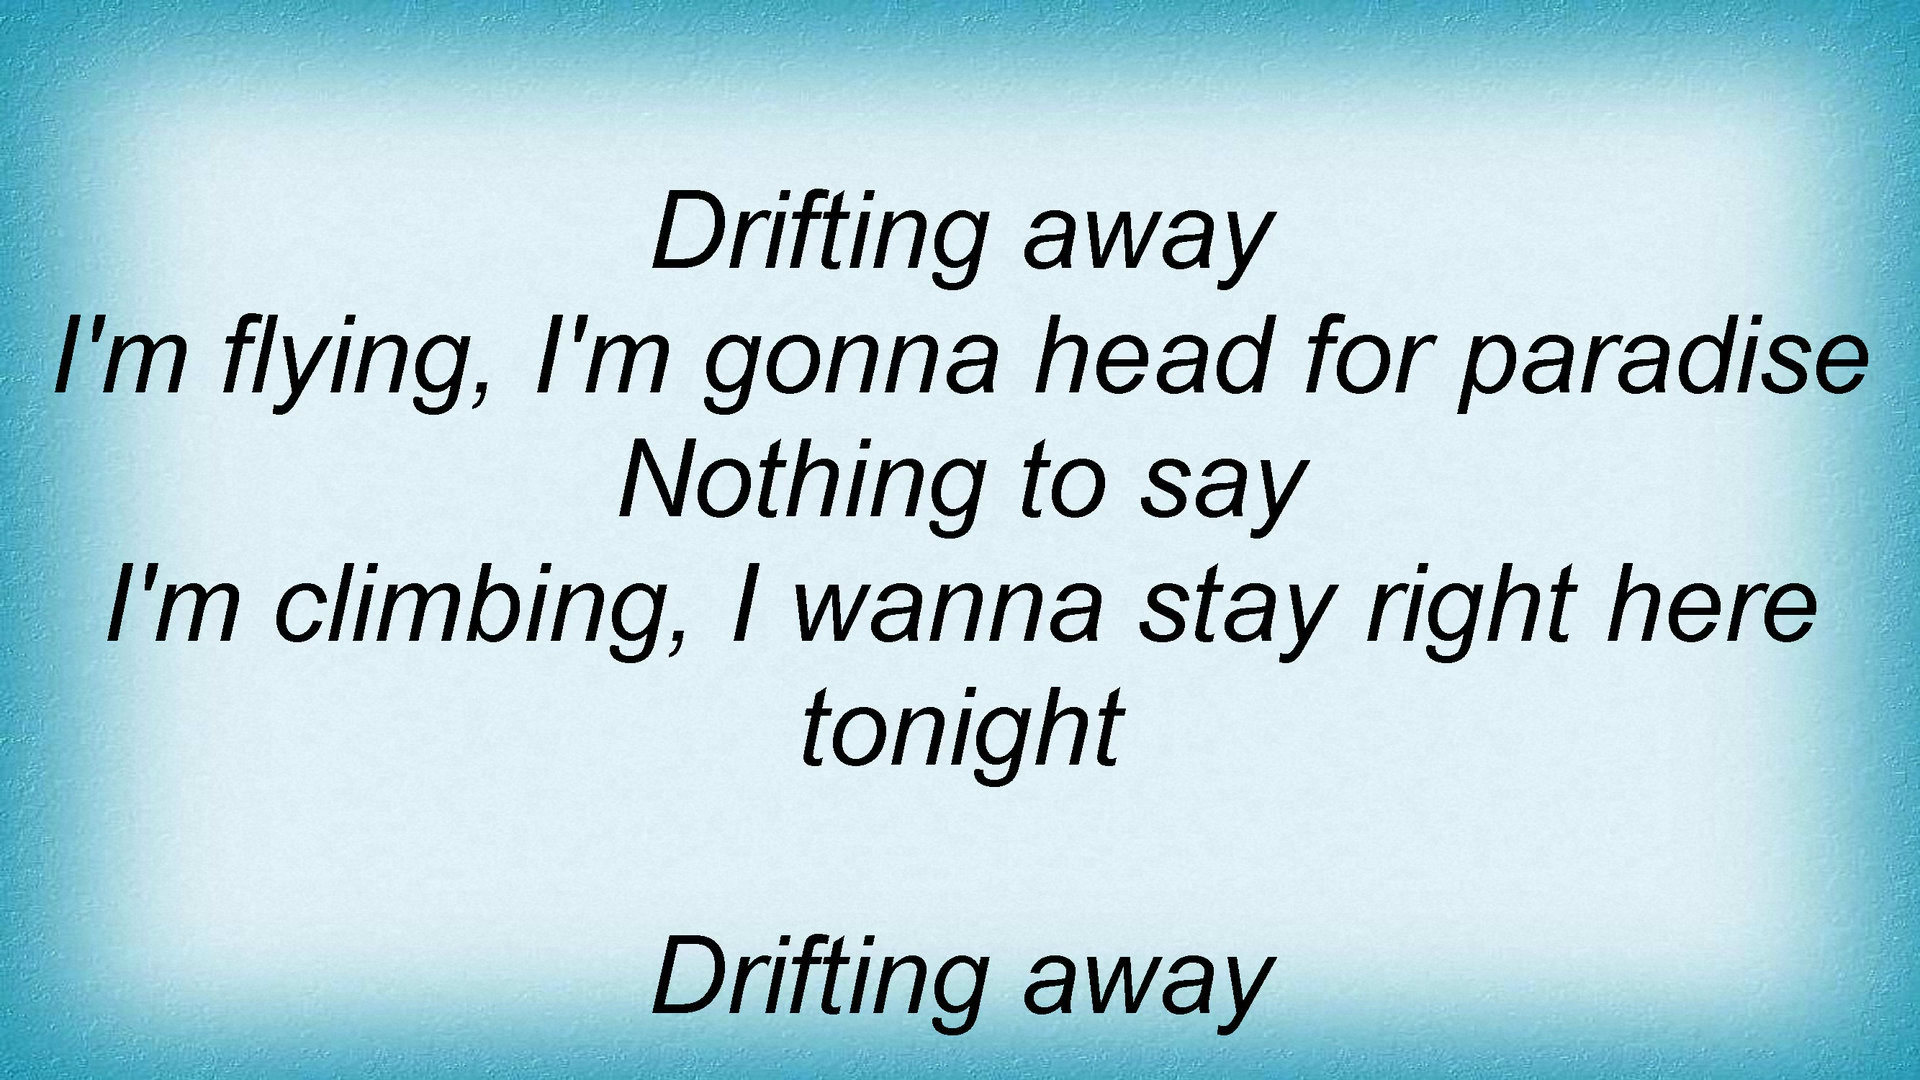 Drifting away
I'm flying, I'm gonna head for paradise
Nothing to say
I'm climbing, I wanna stay right here
tonight
Drifting away